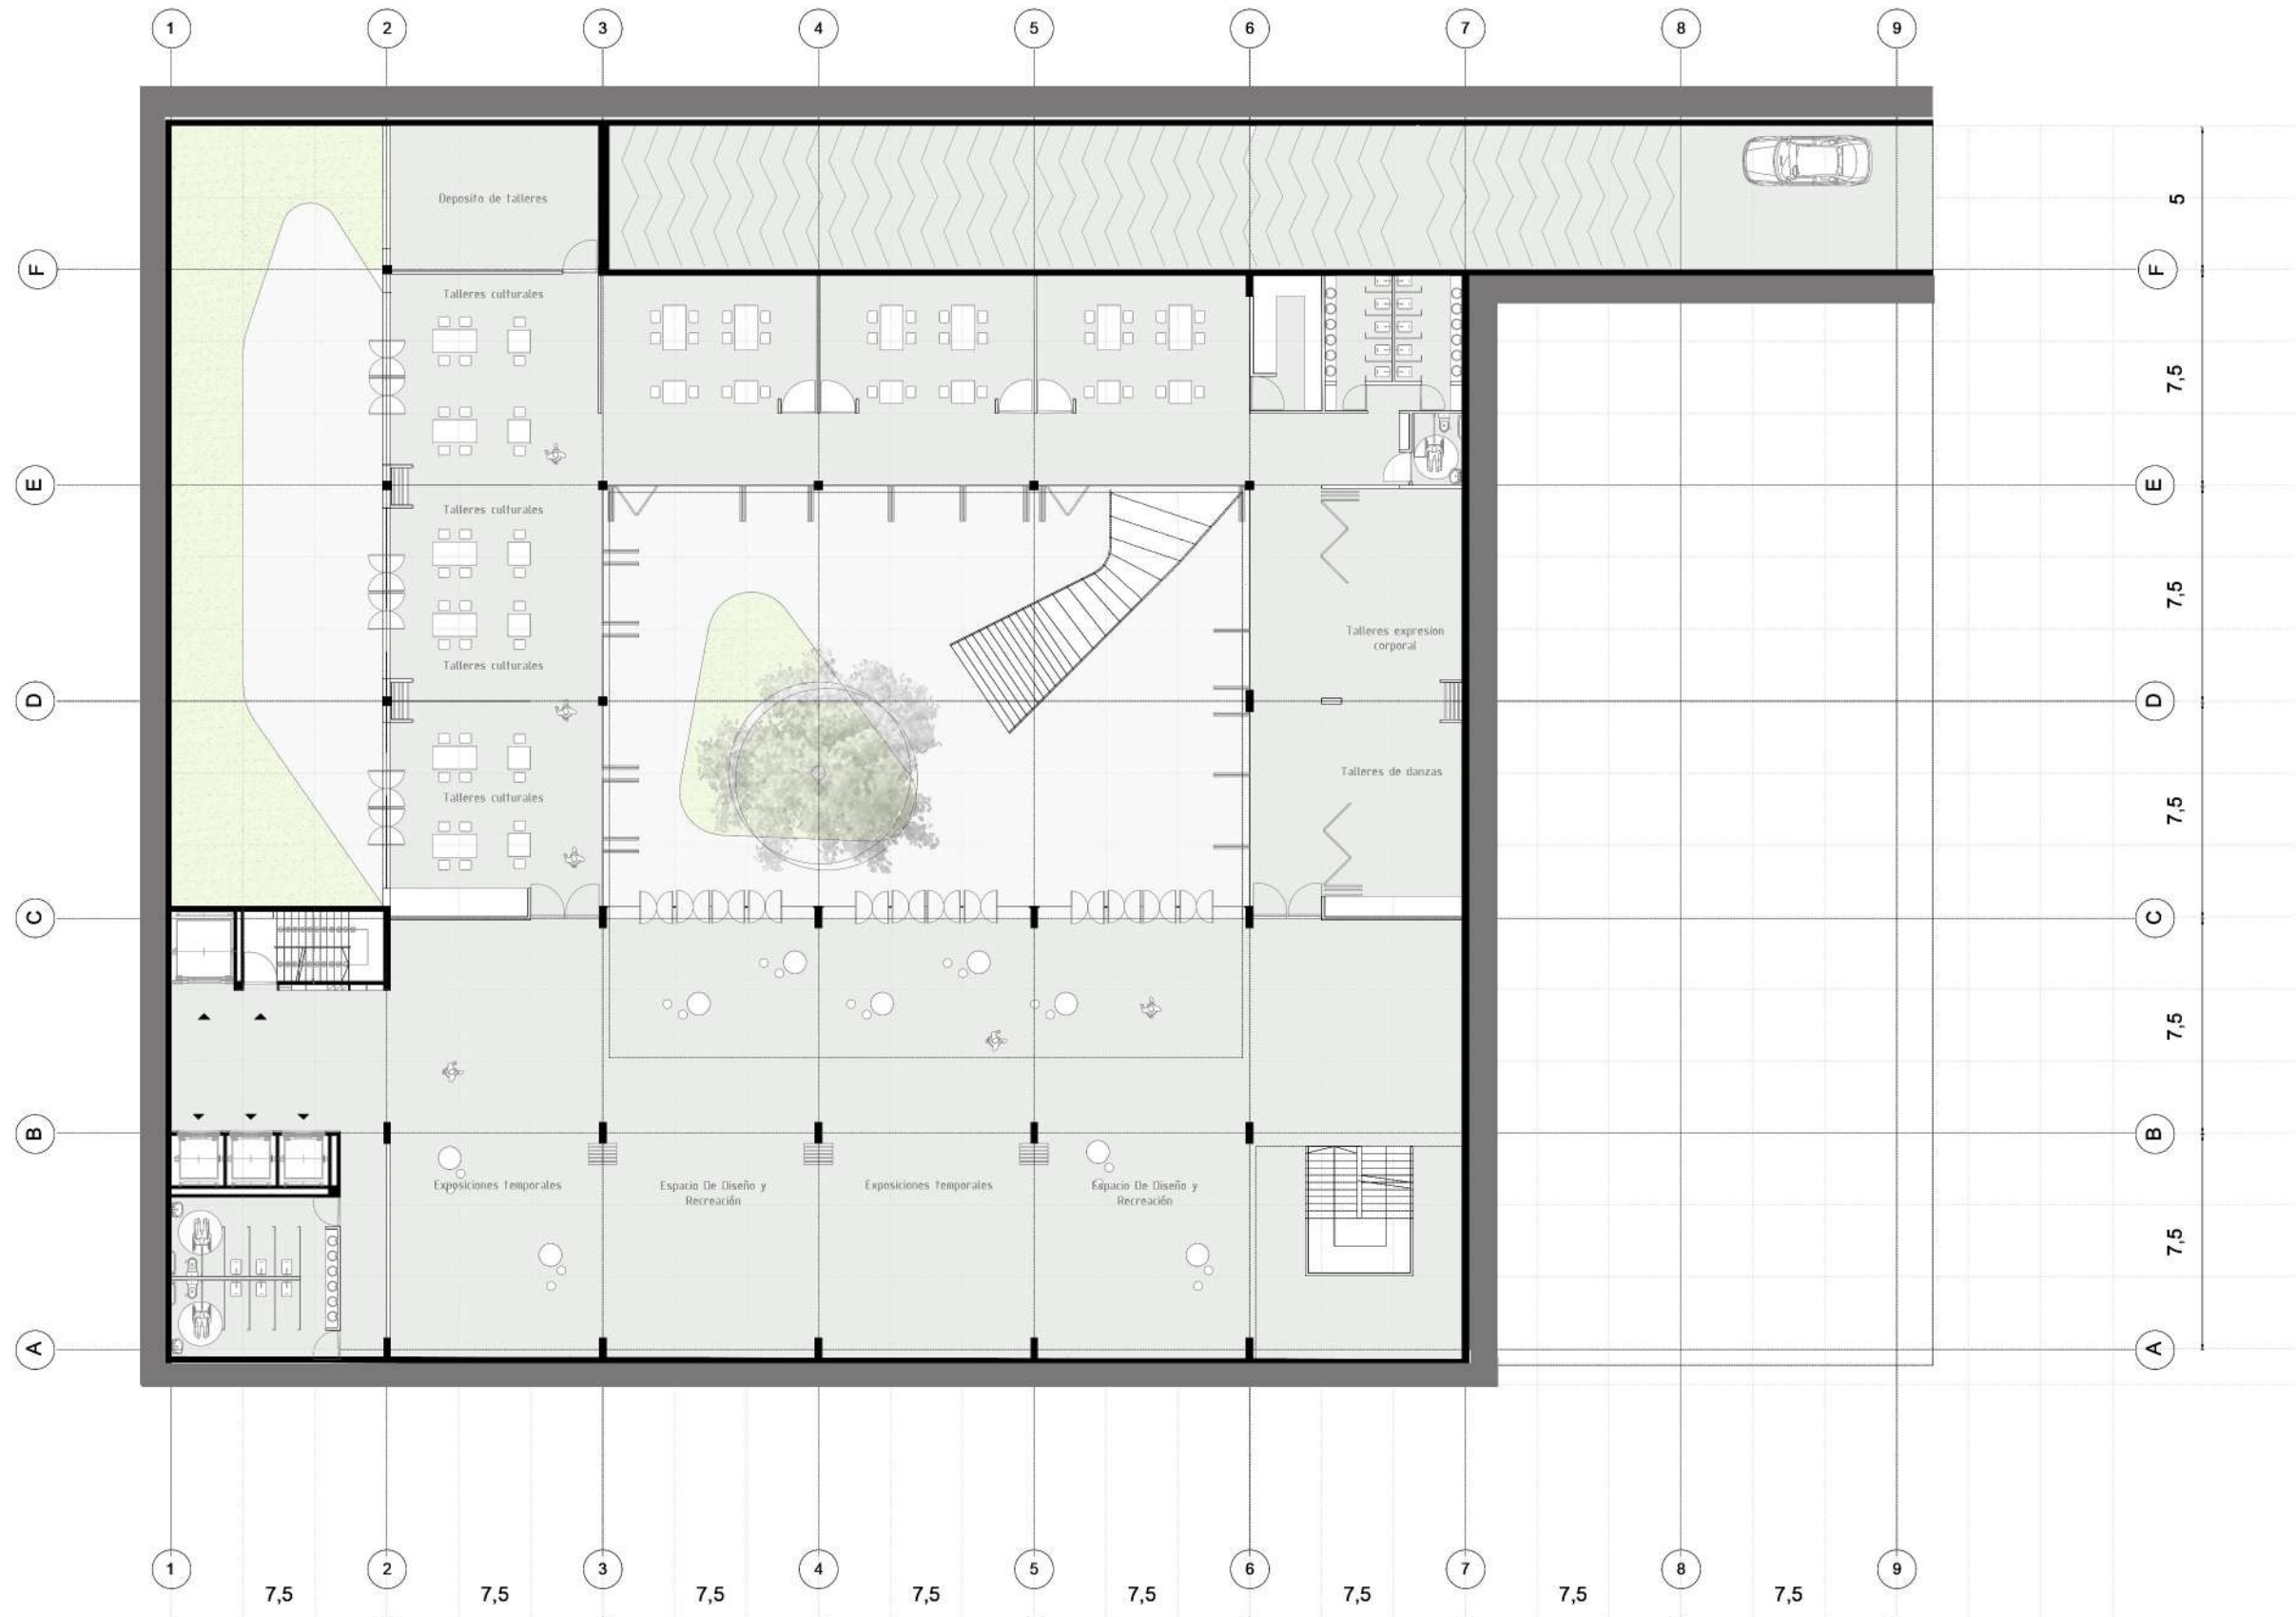 1 2 3 4 5 6 7 8 9
Deposito de talleres
5
F F
Talleres culturales
7,5
E E
Talleres culturales
7,5
Talleres expresion
corporal
Talleres culturales
D D
Talleres de danzas
Talleres culturales
7,5
C C
7,5
B B
Exposiciones temporales
Espacio De Diseño y
Recreación
Exposiciones temporales
Espacio De Diseño y
Recreación
7,5
A A
1 2 3 4 5 6 7 8 9
7,5 7,5 7,5 7,5 7,5 7,5 7,5 7,5